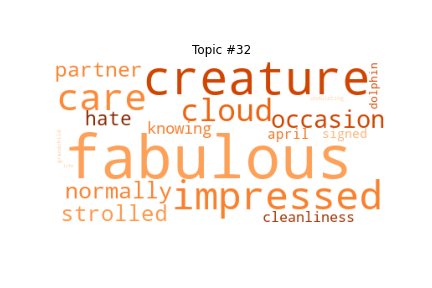 Topic #32
partner creature dolphin
care cloud occasion
hate knowing april signed
fabulous
normally impressed
strolled cleanliness